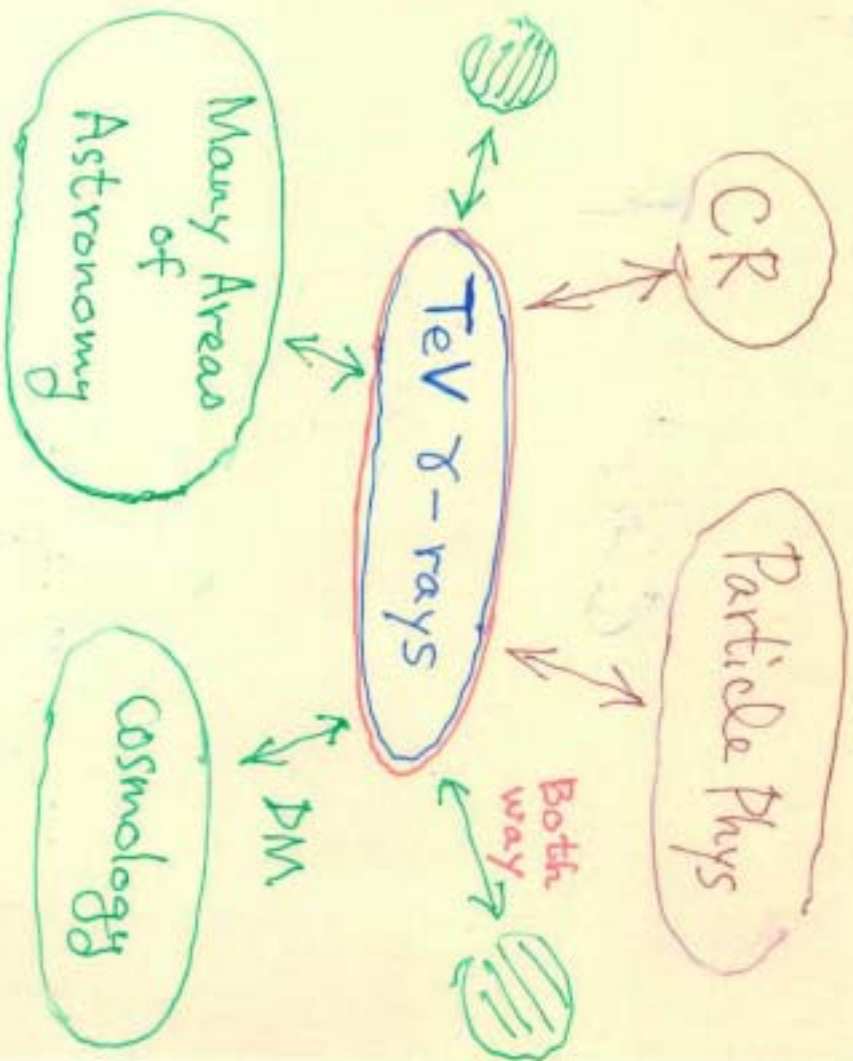 CR
Particle Phys
TeV γ-rays
Both
way
Many Areas
of
Astronomy
DM
Cosmology